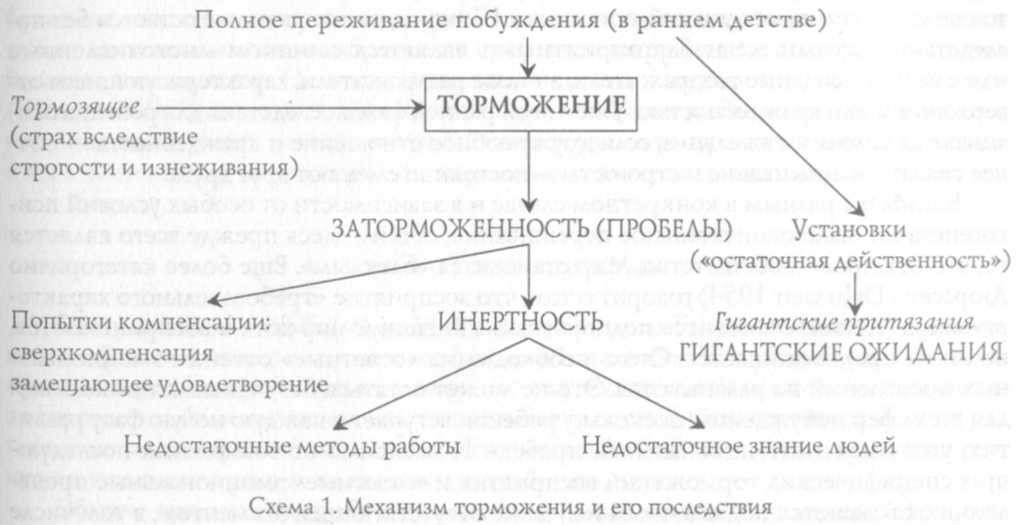 Полное переживание побуждения (в раннем детстве)
Тормозящее
ТОРМОЖЕНИЕ
(страх вследствие
строгости и изнеживания)
ЗАТОРМОЖЕННОСТЬ (ПРОБЕЛЫ)
Установки
(«остаточная действенность»)
Попытки компенсации:
сверхкомпенсация
замещающее удовлетворение
ИНЕРТНОСТЬ
Гигантские притязания
ГИГАНТСКИЕ ОЖИДАНИЯ
Недостаточные методы работы
Недостаточное знание людей
Схема 1. Механизм торможения и его последствия